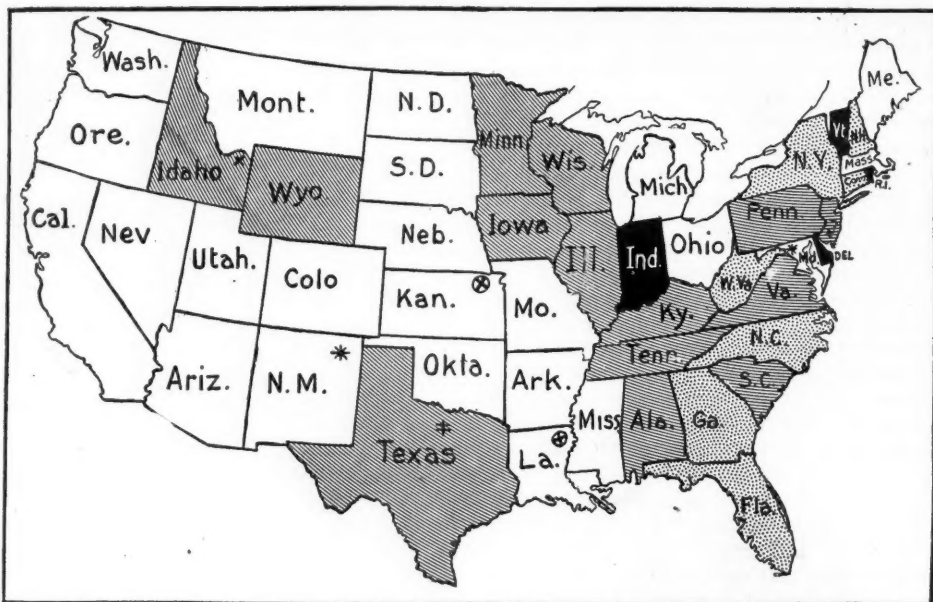 Wash.
Ore.
Cal.
Nev
Idaho *
Mont.
Wyo.
Utah.
Colo
Ariz.
N.M. *
N.D.
S.D.
Neb.
Kan. ⊗
Okta.
Texas
Minn.
Iowa
Mo.
Ark.
La. ⊗
Wis.
Ill.
Mich
Ind.
Ohio
Ky.
Tenn.
Miss
Ala.
Ga.
Fla.
S.C.
N.C.
Va.
W.Va.
Md.
DEL
Penn.
N.Y.
Vt.
N.H.
Me.
Mass.
Conn.
R.I.